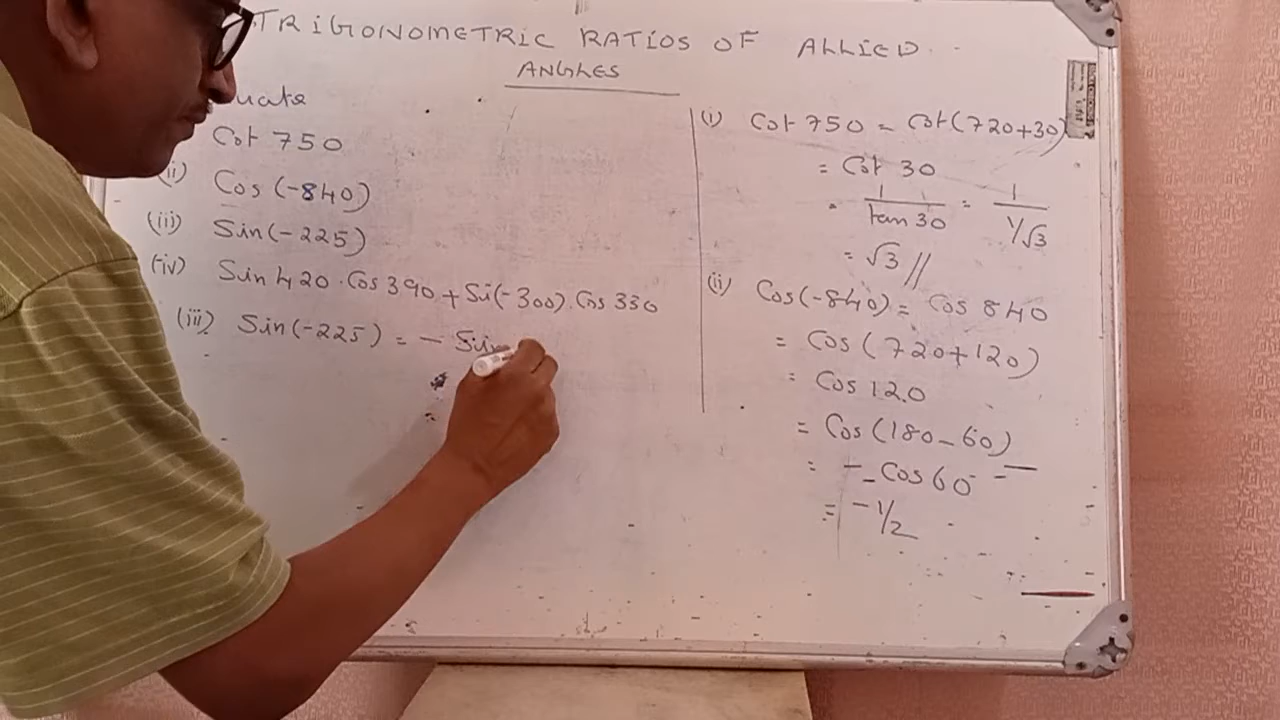 TRIGONOMETRIC RATIOS OF ALLIED
ANGLES
uate
Cot 750
(ii) Cos(-840)
(iii) Sin(-225)
(iv) Sin 420 . Cos 390 + Si(-300) . Cos 330
(iii) Sin(-225) = - Sin
(i) Cot 750 = Cot(720+30)
= Cot 30
= 1/tan 30 = 1/1/√3
= √3 //
(ii) Cos(-840) = Cos 840
= Cos(720+120)
= Cos 120
= Cos(180-60)
= - Cos 60
= -1/2